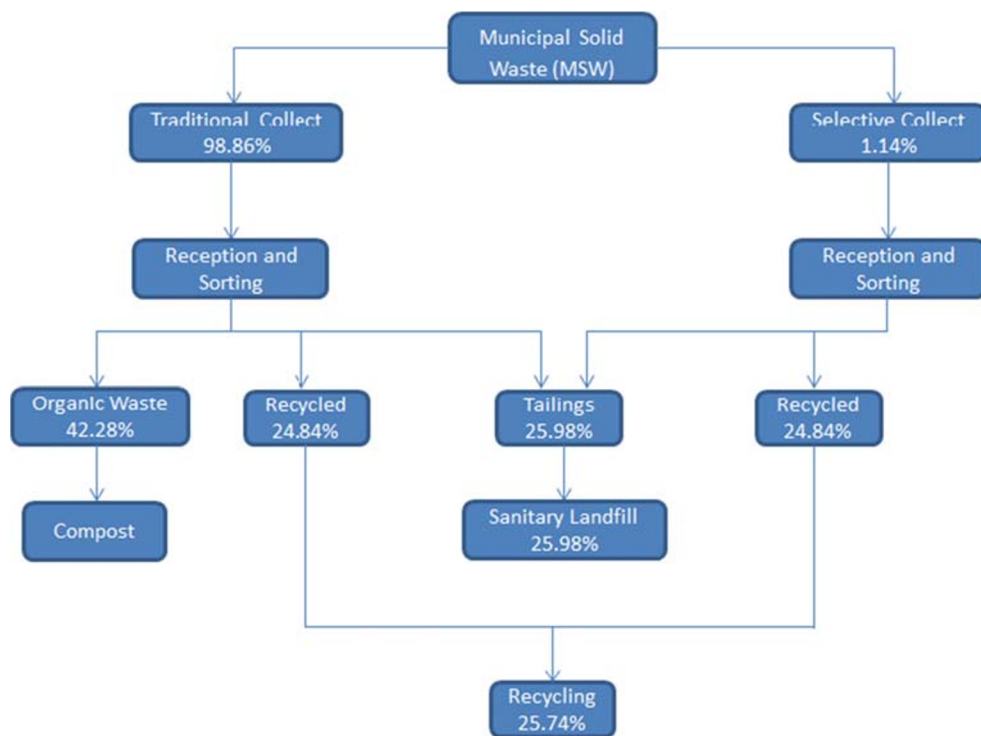 Municipal Solid
Waste (MSW)
Traditional Collect
98.86%
Selective Collect
1.14%
Reception and
Sorting
Reception and
Sorting
Organic Waste
42.28%
Recycled
24.84%
Tailings
25.98%
Recycled
24.84%
Compost
Sanitary Landfill
25.98%
Recycling
25.74%